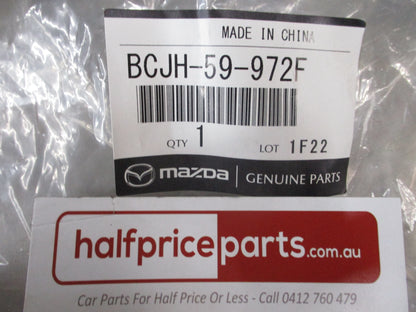 MADE IN CHINA
BCJH-59-972F
QTY 1 LOT 1F22
mazda GENUINE PARTS
halfpriceparts.com.au
Car Parts For Half Price Or Less - Call 0412 760 479